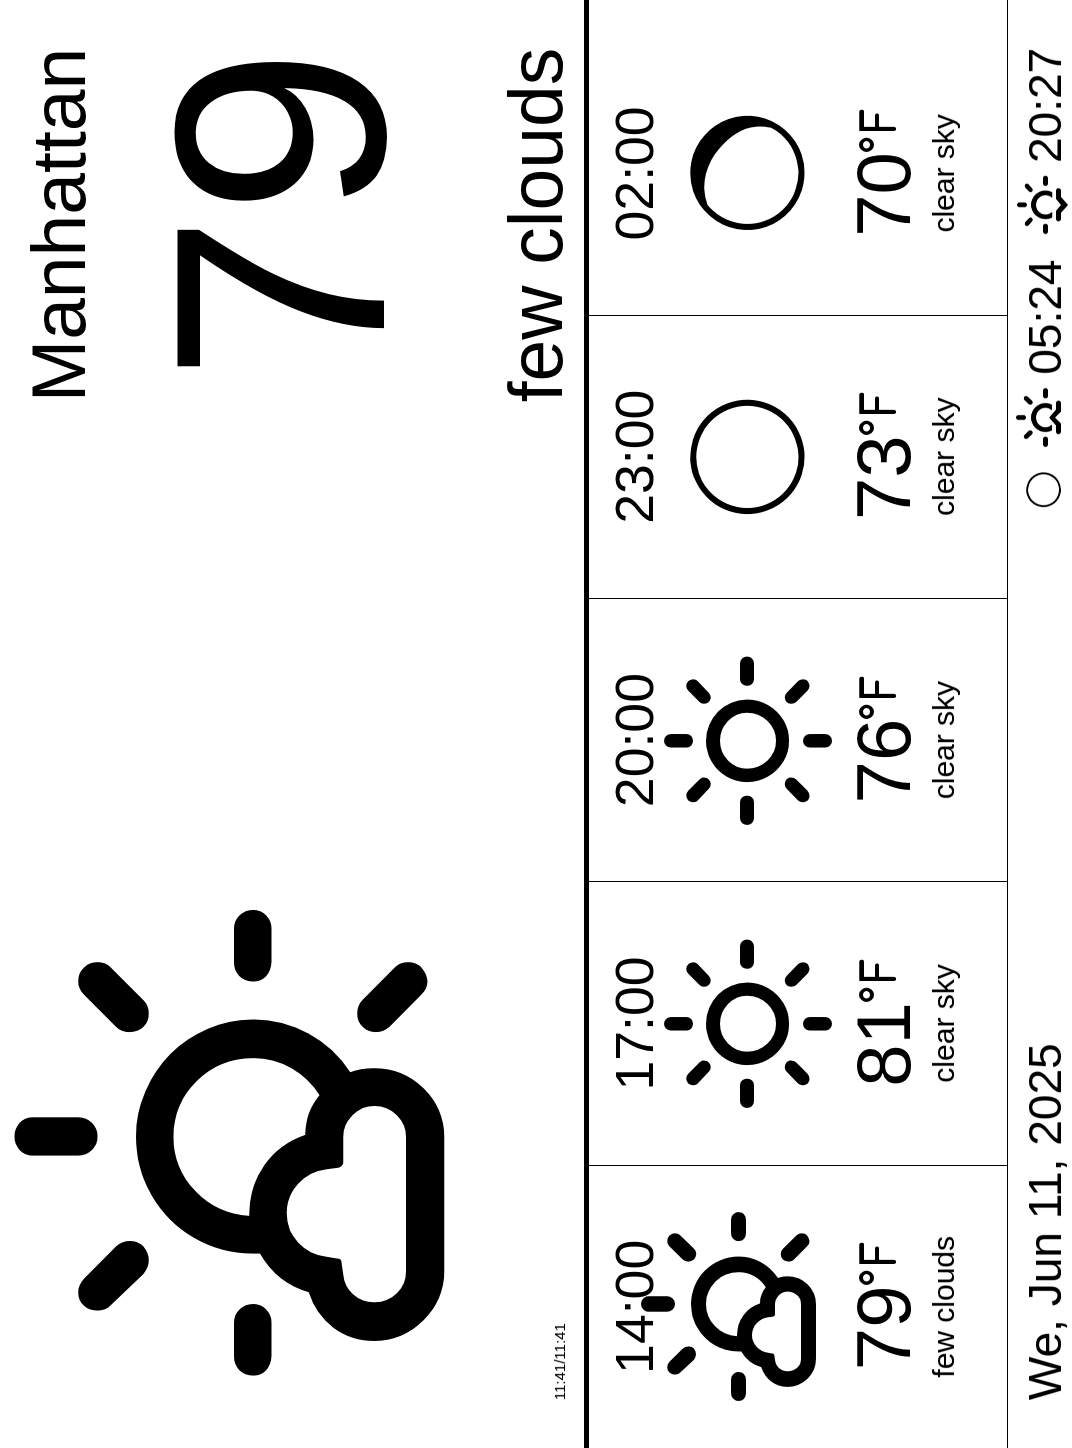 Manhattan
79
few clouds
11:41/11:41
14:00
79°F
few clouds
17:00
81°F
clear sky
20:00
76°F
clear sky
23:00
73°F
clear sky
02:00
70°F
clear sky
We, Jun 11, 2025
05:24 20:27